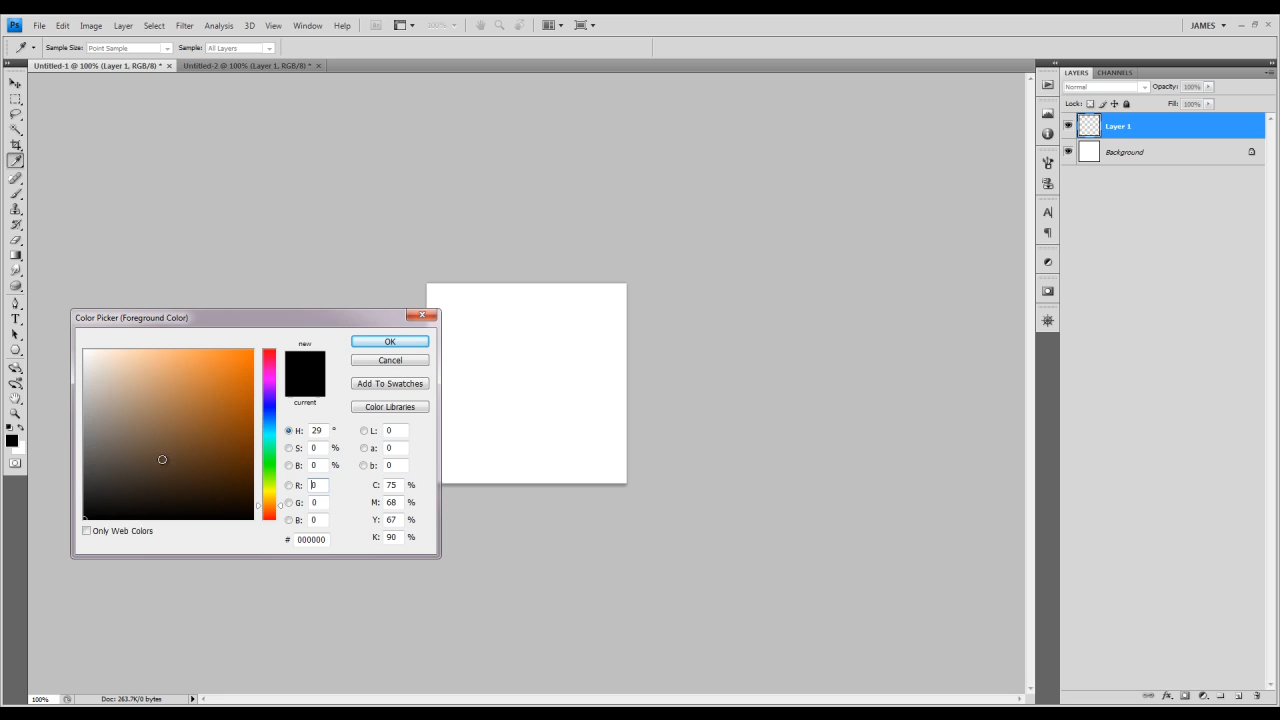 Ps File Edit Image Layer Select Filter Analysis 3D View Window Help Br 100% JAMES
Sample Size: Point Sample Sample: All Layers
Untitled-1 @ 100% (Layer 1, RGB/8) * Untitled-2 @ 100% (Layer 1, RGB/8) *
LAYERS CHANNELS
Normal Opacity: 100%
Lock: Fill: 100%
Layer 1
Background
Color Picker (Foreground Color)
new
current
OK
Cancel
Add To Swatches
Color Libraries
H: 29 ° L: 0
S: 0 % a: 0
B: 0 % b: 0
R: 0 C: 75 %
G: 0 M: 68 %
B: 0 Y: 67 %
# 000000 K: 90 %
Only Web Colors
100% Doc: 263.7K/0 bytes